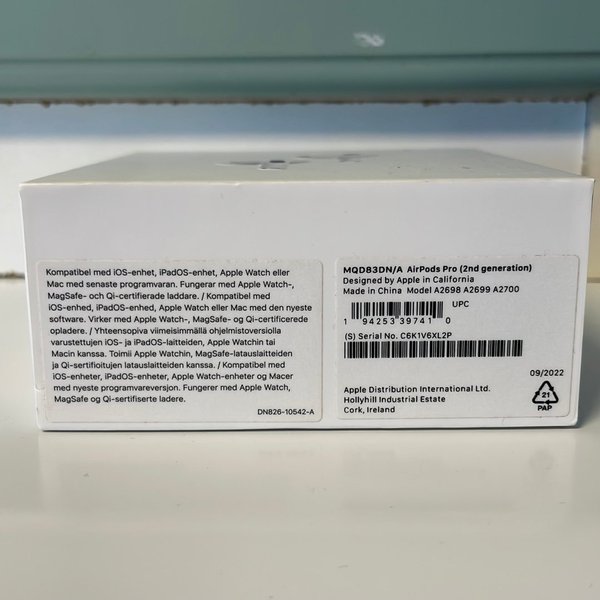 Kompatibel med iOS-enhet, iPadOS-enhet, Apple Watch eller
Mac med senaste programvaran. Fungerar med Apple Watch-,
MagSafe- och Qi-certifierade laddare. / Kompatibel med
iOS-enhed, iPadOS-enhed, Apple Watch eller Mac med den nyeste
software. Virker med Apple Watch-, MagSafe- og Qi-certificerede
opladere. / Yhteensopiva viimeisimmällä ohjelmistoversiolla
varustettujen iOS- ja iPadOS-laitteiden, Apple Watchin tai
Macin kanssa. Toimii Apple Watchin, MagSafe-latauslaitteiden
ja Qi-sertifioitujen latauslaitteiden kanssa. / Kompatibel med
iOS-enheter, iPadOS-enheter, Apple Watch-enheter og Macer
med nyeste programvareversjon. Fungerer med Apple Watch,
MagSafe og Qi-sertifiserte ladere.
DN826-10542-A
MQD83DN/A AirPods Pro (2nd generation)
Designed by Apple in California
Made in China Model A2698 A2699 A2700
UPC
1 94253 39741 0
(S) Serial No. C6K1V6XL2P
09/2022
Apple Distribution International Ltd.
Hollyhill Industrial Estate
Cork, Ireland
21
PAP